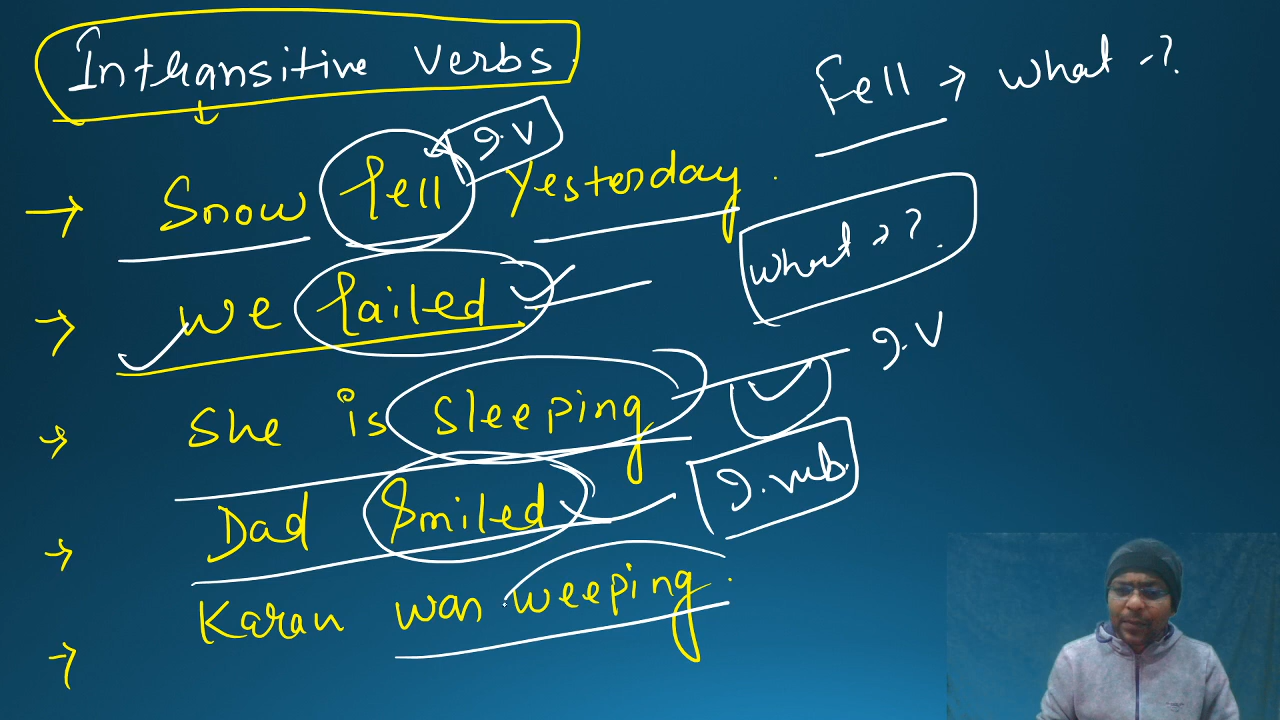 Intransitive Verbs.
Fell → what -?
I.V
→ Snow fell Yesterday.
what → ?
→ we failed
I.V
→ She is sleeping
→ Dad Smiled
I. verb.
→ Karan was weeping.